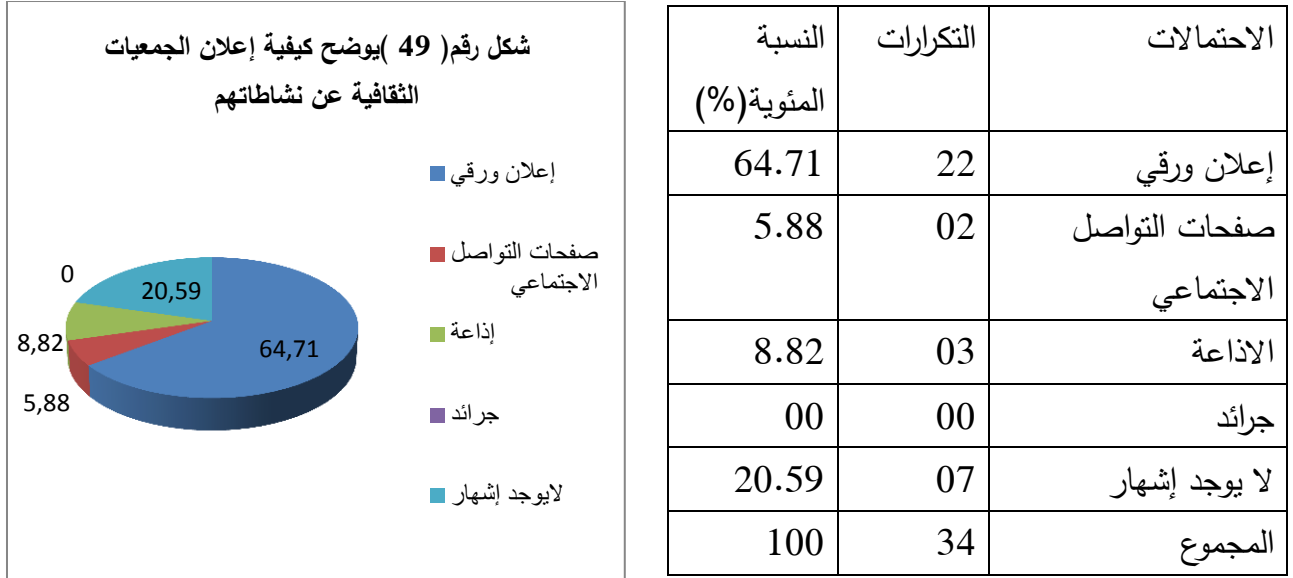 شكل رقم( 49 )يوضح كيفية إعلان الجمعيات
الثقافية عن نشاطاتهم
إعلان ورقي
صفحات التواصل
الاجتماعي
إذاعة
جرائد
لايوجد إشهار
0
20,59
8,82
64,71
5,88
الاحتمالات التكرارات النسبة
المئوية(%)
إعلان ورقي 22 64.71
صفحات التواصل 02 5.88
الاجتماعي
الاذاعة 03 8.82
جرائد 00 00
لا يوجد إشهار 07 20.59
المجموع 34 100